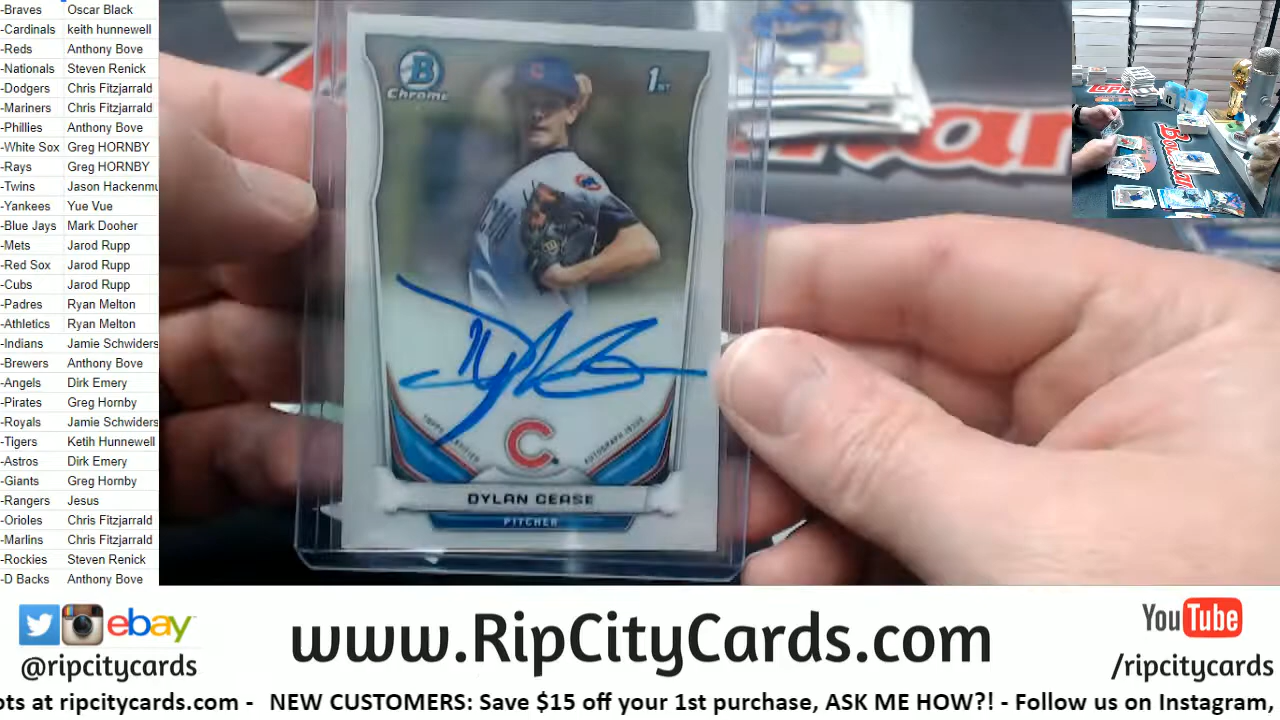 -Braves Oscar Black
-Cardinals keith hunnewell
-Reds Anthony Bove
-Nationals Steven Renick
-Dodgers Chris Fitzjarrald
-Mariners Chris Fitzjarrald
-Phillies Anthony Bove
-White Sox Greg HORNBY
-Rays Greg HORNBY
-Twins Jason Hackenmu
-Yankees Yue Vue
-Blue Jays Mark Dooher
-Mets Jarod Rupp
-Red Sox Jarod Rupp
-Cubs Jarod Rupp
-Padres Ryan Melton
-Athletics Ryan Melton
-Indians Jamie Schwiders
-Brewers Anthony Bove
-Angels Dirk Emery
-Pirates Greg Hornby
-Royals Jamie Schwiders
-Tigers Ketih Hunnewell
-Astros Dirk Emery
-Giants Greg Hornby
-Rangers Jesus
-Orioles Chris Fitzjarrald
-Marlins Chris Fitzjarrald
-Rockies Steven Renick
-D Backs Anthony Bove
B
Chrome
1ST
C
AUTOGRAPH ISSUE
DYLAN CEASE
PITCHER
ebay
@ripcitycards
www.RipCityCards.com
YouTube
/ripcitycards
ots at ripcitycards.com - NEW CUSTOMERS: Save $15 off your 1st purchase, ASK ME HOW?! - Follow us on Instagram,